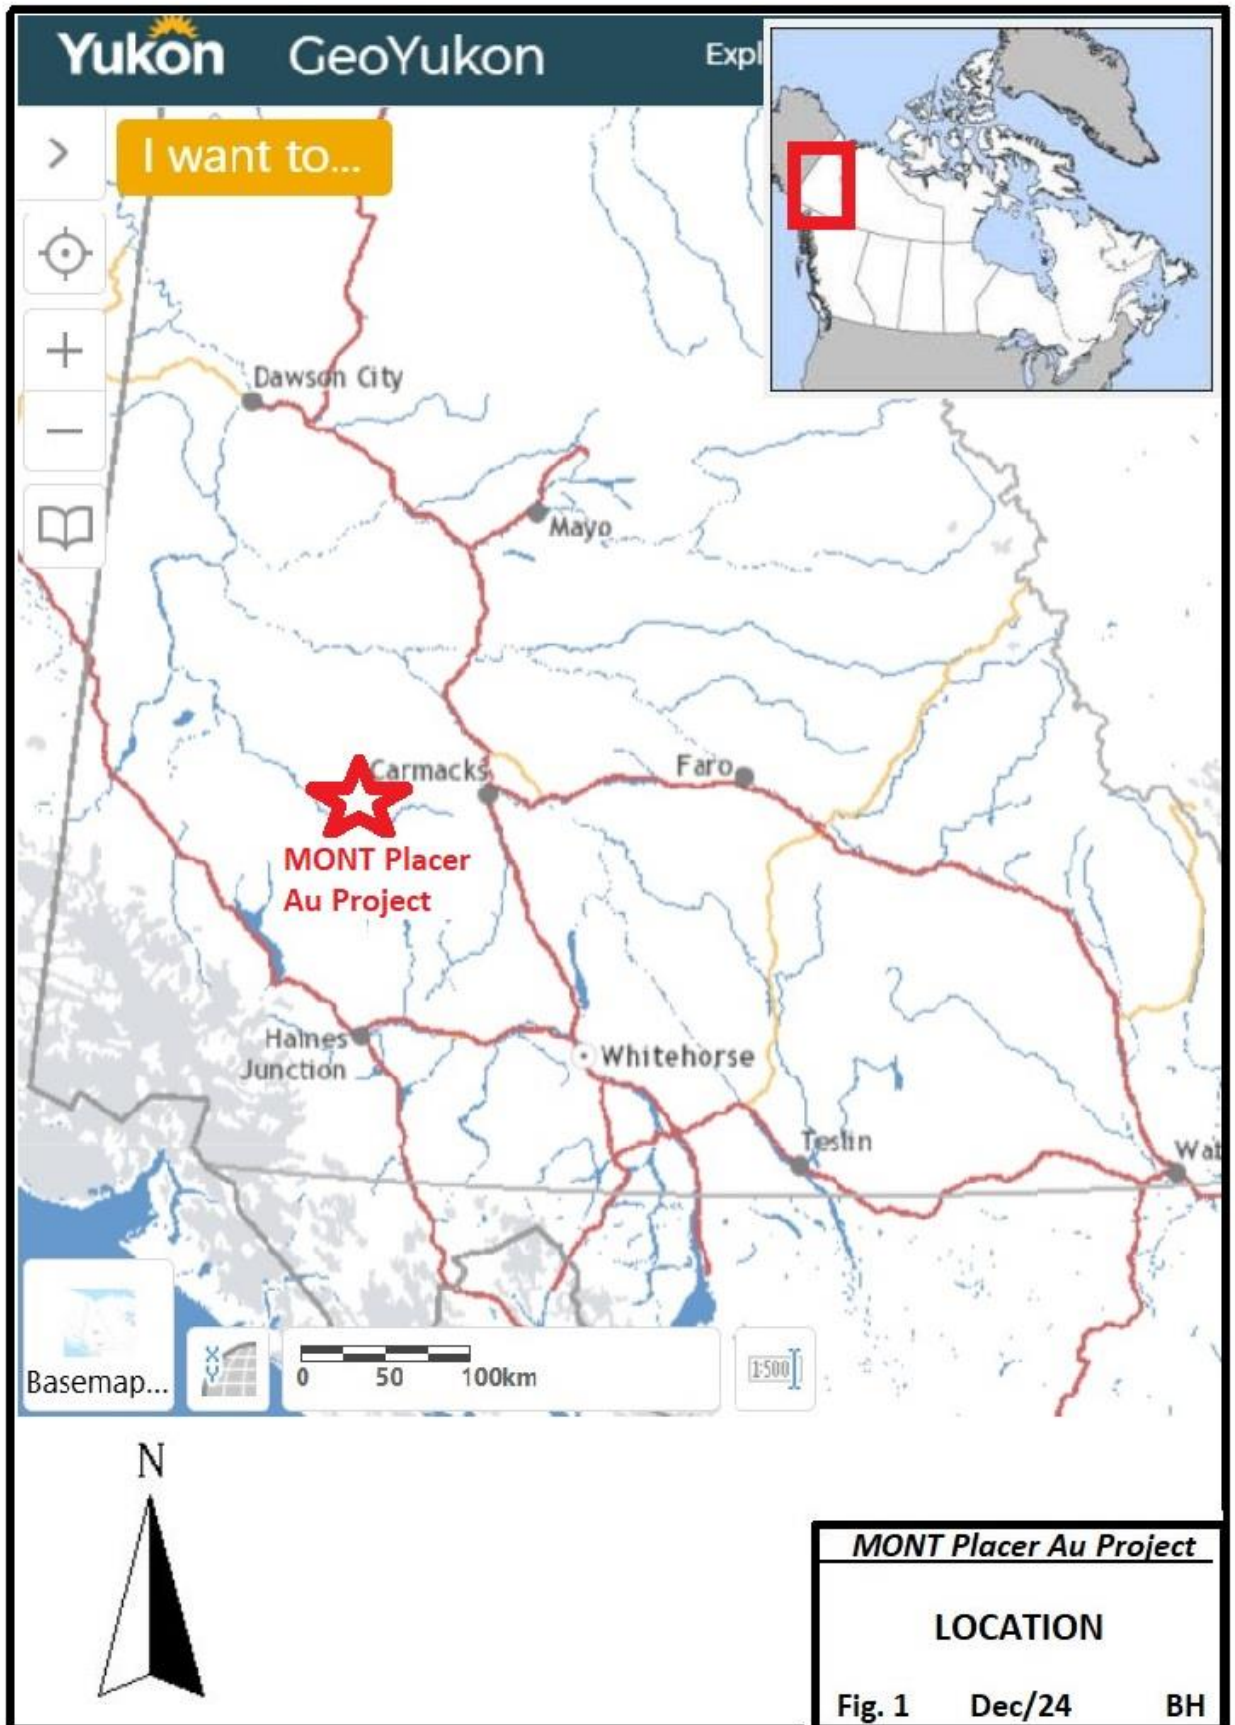 Yukon GeoYukon Expl
I want to...
Dawson City
Mayo
Carmacks
Faro
MONT Placer
Au Project
Haines
Junction
Whitehorse
Teslin
Wat
X
Y
1:500
0 50 100km
Basemap...
N
MONT Placer Au Project
LOCATION
Fig. 1 Dec/24 BH